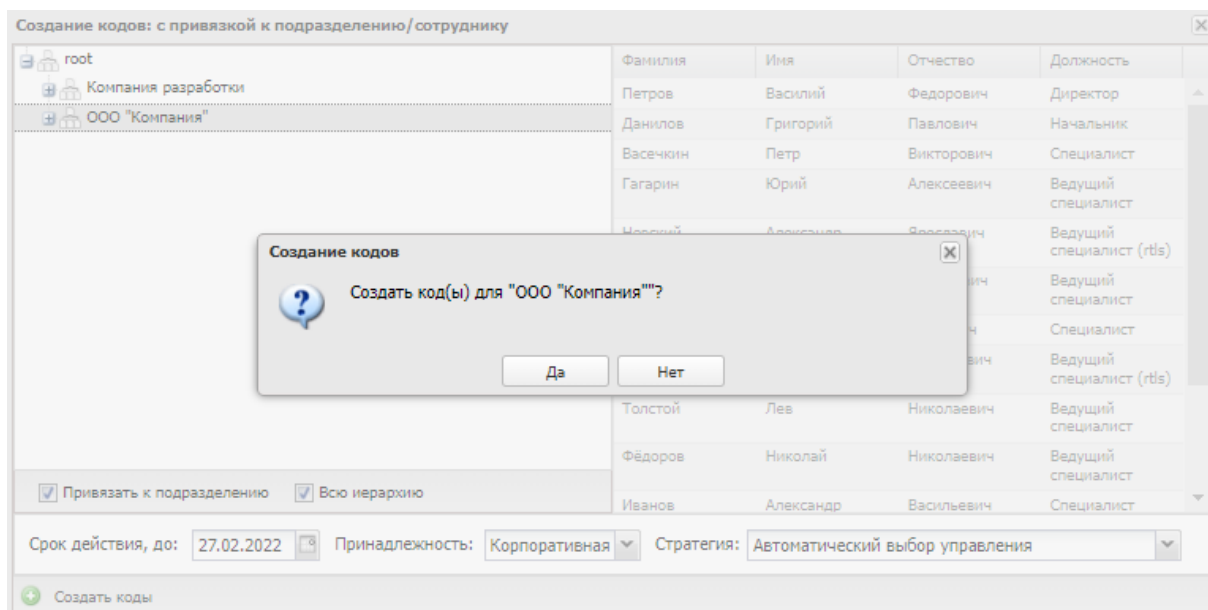 Создание кодов: с привязкой к подразделению/сотруднику
root
Компания разработки
ООО "Компания"
Фамилия Имя Отчество Должность
Петров Василий Федорович Директор
Данилов Григорий Павлович Начальник
Васечкин Петр Викторович Специалист
Гагарин Юрий Алексеевич Ведущий
специалист
Ведущий
специалист (rtls)
Ведущий
специалист
Специалист
Ведущий
специалист (rtls)
Толстой Лев Николаевич Ведущий
специалист
Фёдоров Николай Николаевич Ведущий
специалист
Иванов Александр Васильевич Специалист
Создание кодов
Создать код(ы) для "ООО "Компания""?
Да Нет
Привязать к подразделению Всю иерархию
Срок действия, до: 27.02.2022 Принадлежность: Корпоративная Стратегия: Автоматический выбор управления
Создать коды